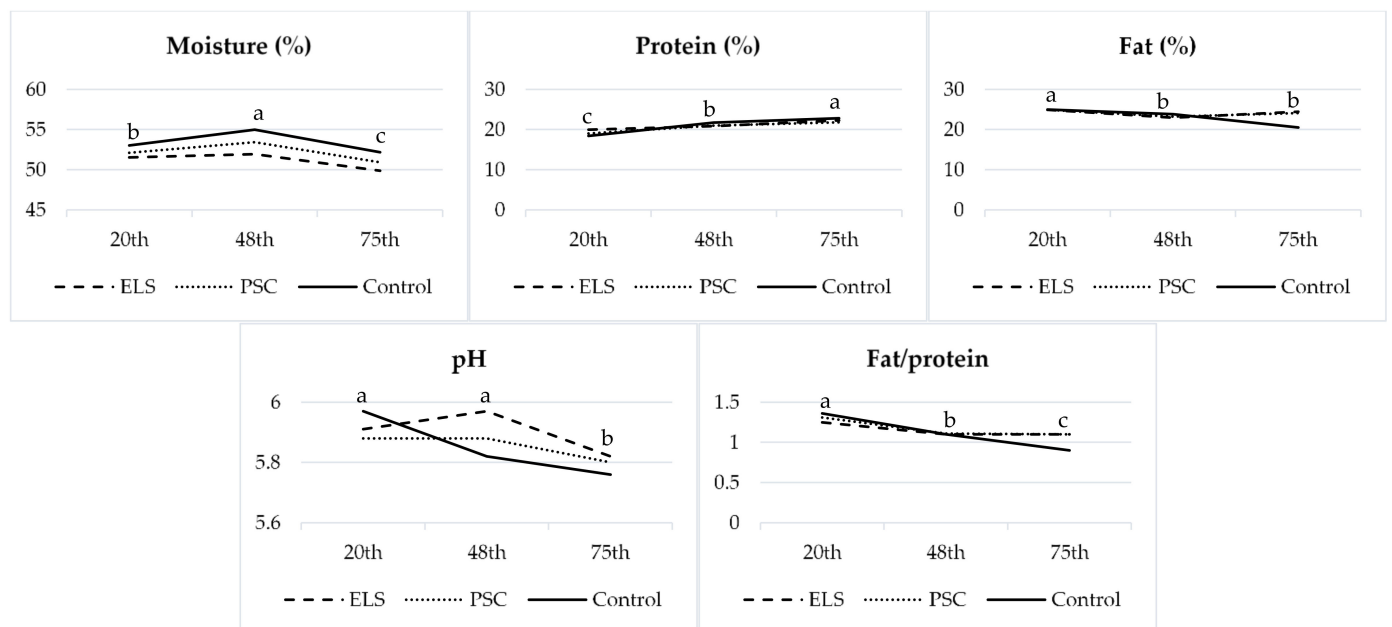 Moisture (%)
60
55
50
45
b
a
c
20th 48th 75th
ELS PSC Control
Protein (%)
30
20
10
0
c
b
a
20th 48th 75th
ELS PSC Control
Fat (%)
30
20
10
0
a
b
b
20th 48th 75th
ELS PSC Control
pH
6
5.8
5.6
a
a
b
20th 48th 75th
ELS PSC Control
Fat/protein
1.5
1
0.5
0
a
b
c
20th 48th 75th
ELS PSC Control